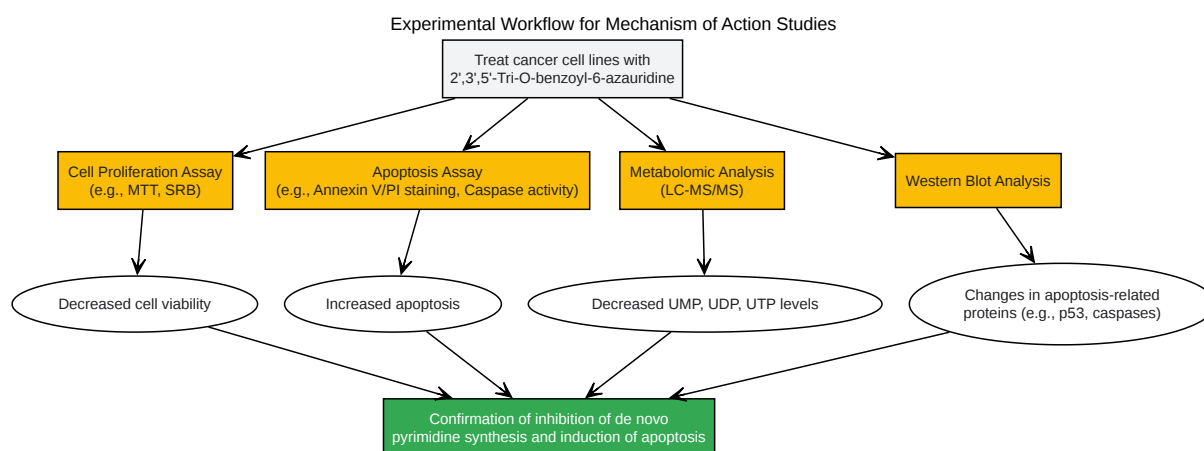 Experimental Workflow for Mechanism of Action Studies
Treat cancer cell lines with
2',3',5'-Tri-O-benzoyl-6-azauridine
Cell Proliferation Assay
(e.g., MTT, SRB)
Apoptosis Assay
(e.g., Annexin V/PI staining, Caspase activity)
Metabolomic Analysis
(LC-MS/MS)
Western Blot Analysis
Decreased cell viability
Increased apoptosis
Decreased UMP, UDP, UTP levels
Changes in apoptosis-related
proteins (e.g., p53, caspases)
Confirmation of inhibition of de novo
pyrimidine synthesis and induction of apoptosis